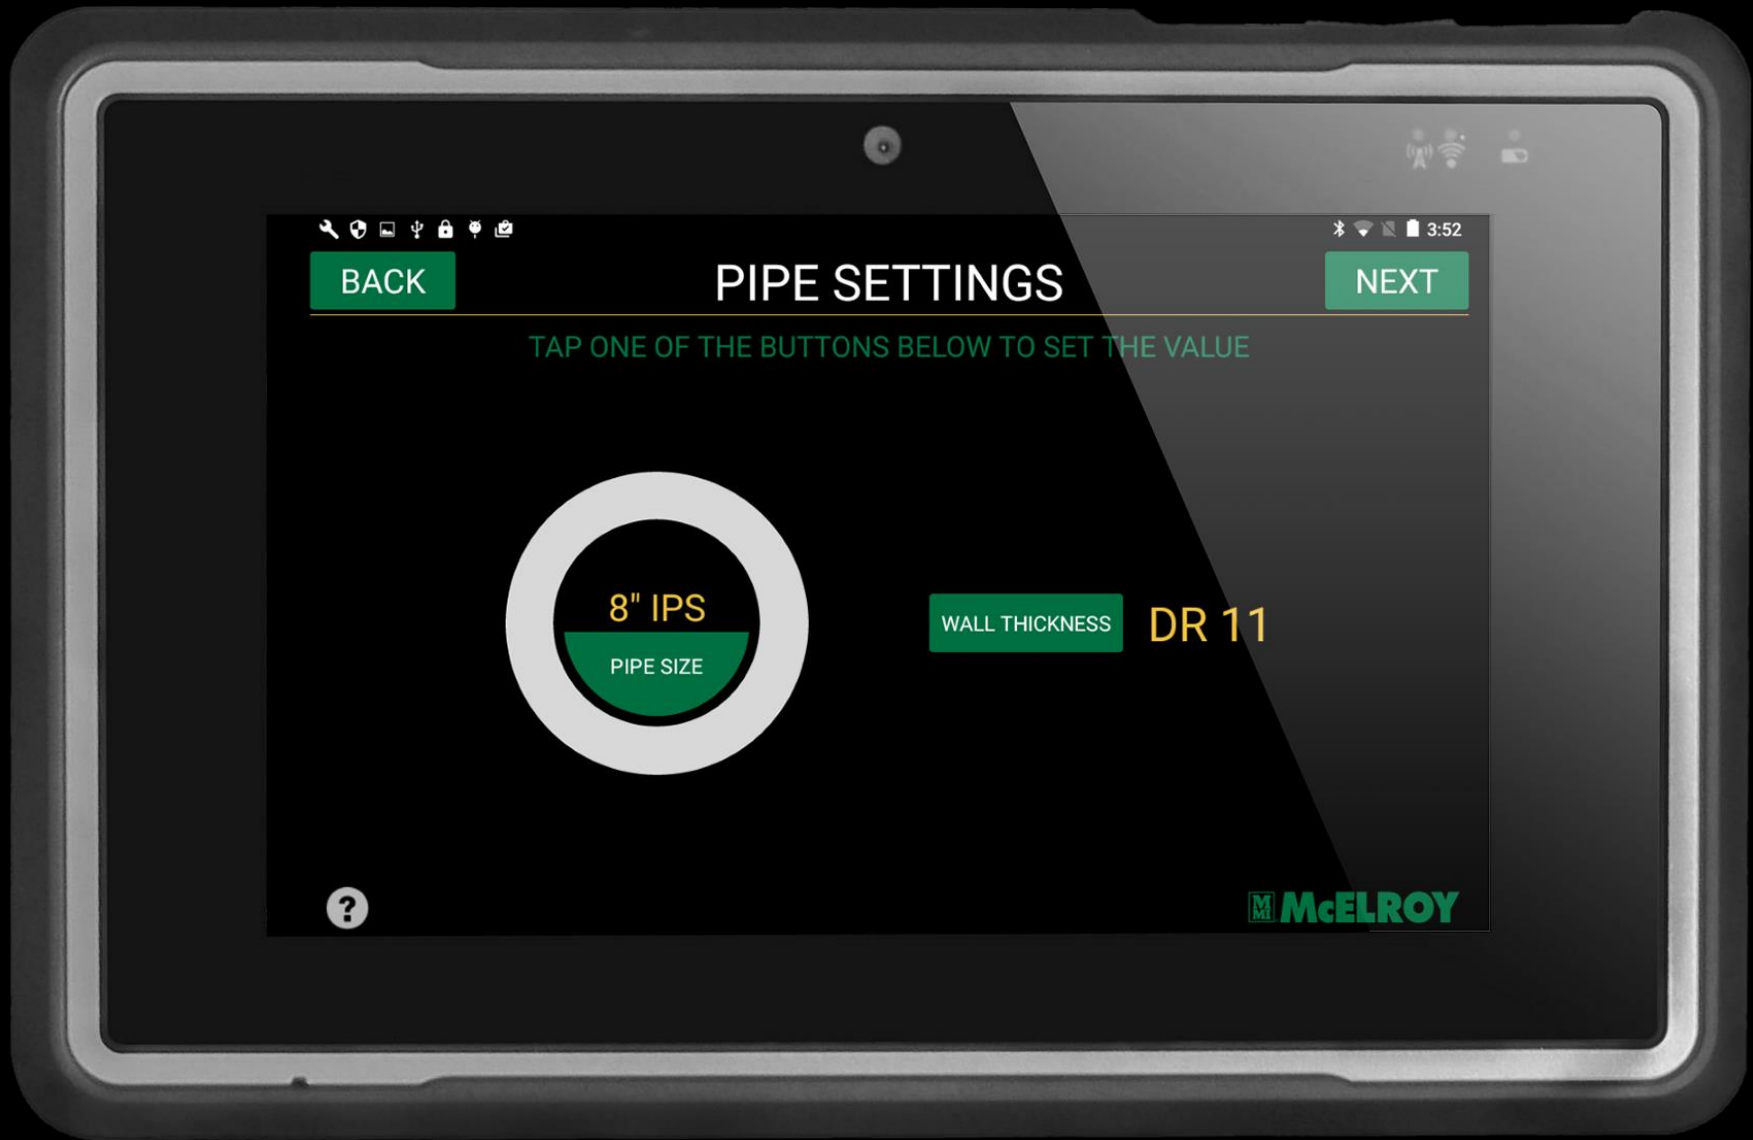 3:52
BACK
PIPE SETTINGS
NEXT
TAP ONE OF THE BUTTONS BELOW TO SET THE VALUE
8" IPS
PIPE SIZE
WALL THICKNESS
DR 11
?
MMI McELROY